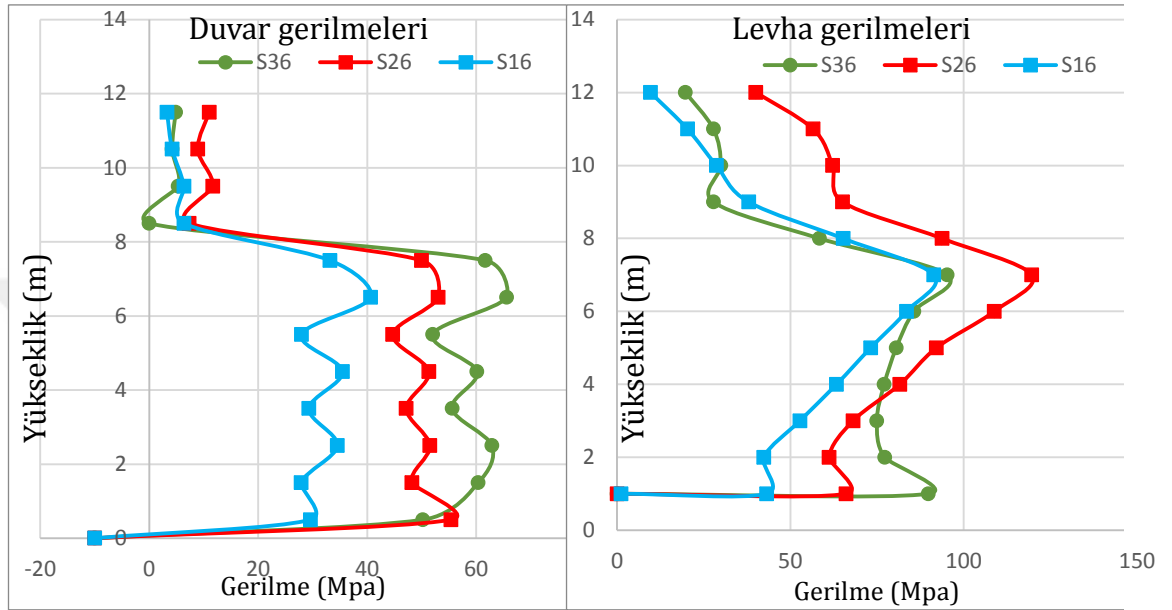 Duvar gerilmeleri
S36 S26 S16
14
12
10
8
6
4
2
0
-20 0 20 40 60
Yükseklik (m)
Gerilme (Mpa)
Levha gerilmeleri
S36 S26 S16
14
12
10
8
6
4
2
0
0 50 100 150
Yükseklik (m)
Gerilme (Mpa)